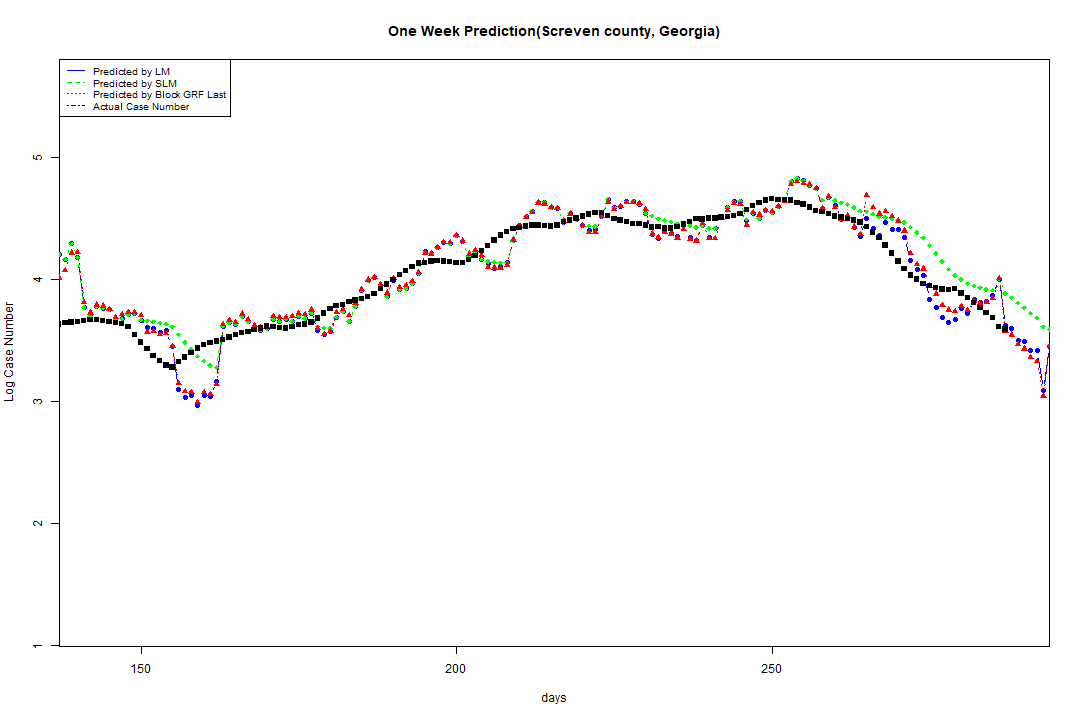 One Week Prediction(Screven county, Georgia)
Predicted by LM
Predicted by SLM
Predicted by Block GRF Last
Actual Case Number
5
4
3
2
1
Log Case Number
150 200 250
days